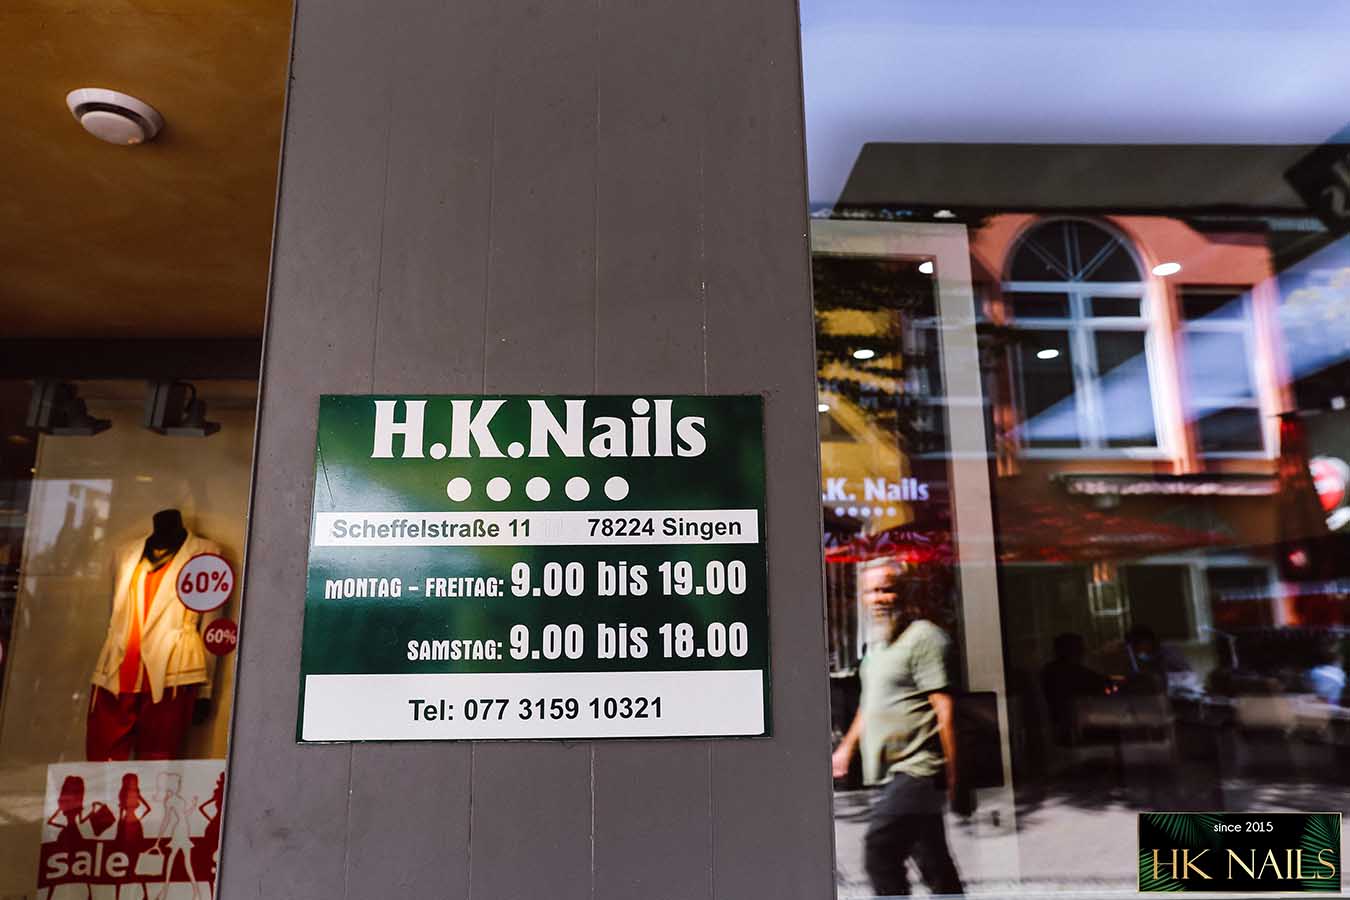 H.K.Nails
Scheffelstraße 11 78224 Singen
MONTAG - FREITAG: 9.00 bis 19.00
SAMSTAG: 9.00 bis 18.00
Tel: 077 3159 10321
60%
60%
sale
.K. Nails
since 2015
HK NAILS